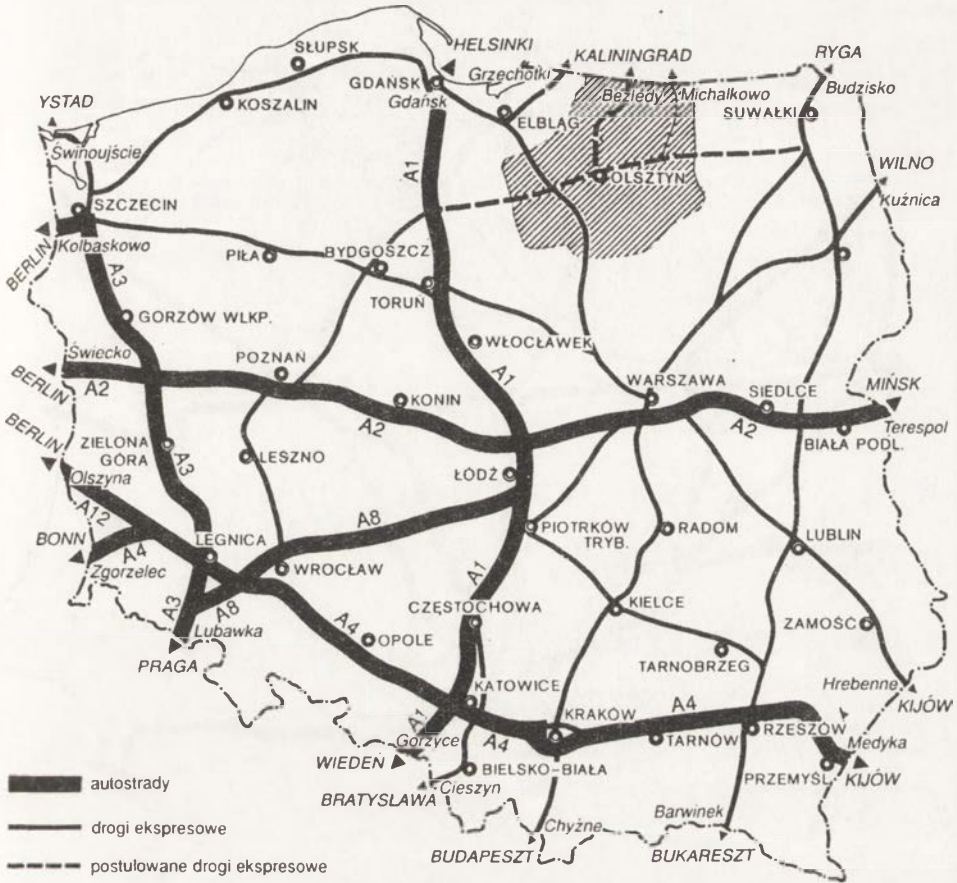 HELSINKI
KALININGRAD
RYGA
SŁUPSK
GDAŃSK
Grzechotki
Gdańsk
Bezledy
Michałkowo
Budzisko
YSTAD
KOSZALIN
ELBLĄG
SUWAŁKI
Świnoujście
A1
WILNO
OLSZTYN
Kuźnica
SZCZECIN
Kołbaskowo
BERLIN
A3
PIŁA
BYDGOSZCZ
TORUŃ
GORZÓW WLKP.
WŁOCŁAWEK
Świecko
POZNAŃ
A1
WARSZAWA
SIEDLCE
MIŃSK
BERLIN
A2
KONIN
A2
A2
Terespol
BIAŁA PODL.
BERLIN
ZIELONA
GÓRA
A3
LESZNO
ŁÓDŹ
Olszyna
A12
A8
PIOTRKÓW
TRYB.
RADOM
LUBLIN
BONN
A4
LEGNICA
Zgorzelec
WROCŁAW
A1
A3
A8
CZĘSTOCHOWA
KIELCE
ZAMOŚĆ
Lubawka
A4
OPOLE
PRAGA
TARNOBRZEG
Hrebenne
KATOWICE
KIJÓW
A1
KRAKÓW
A4
Gorzyce
A4
TARNÓW
RZESZÓW
Medyka
WIEDEŃ
BIELSKO-BIAŁA
PRZEMYŚL
KIJÓW
autostrady
BRATYSŁAWA
Cieszyn
drogi ekspresowe
Chyżne
Barwinek
BUDAPESZT
BUKARESZT
postulowane drogi ekspresowe